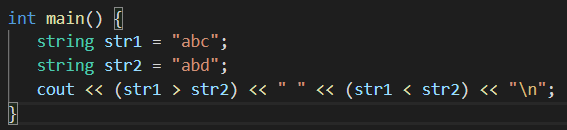 int main() {
    string str1 = "abc";
    string str2 = "abd";
    cout << (str1 > str2) << " " << (str1 < str2) << "\n";
}